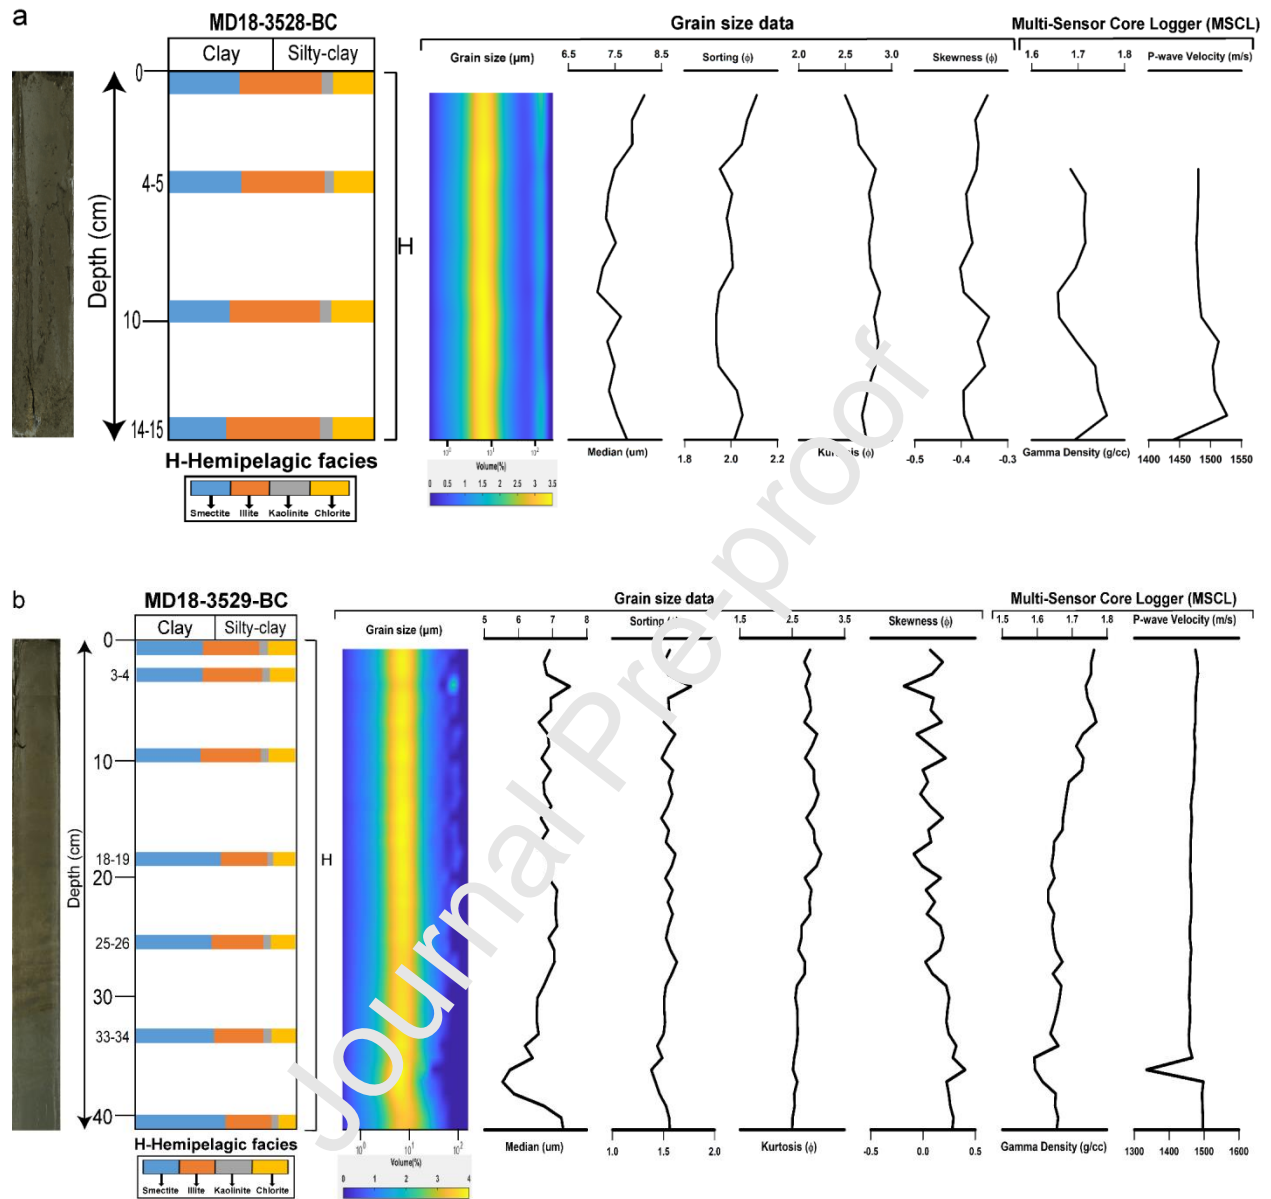 a
MD18-3528-BC
Clay Silty-clay
Grain size data
Multi-Sensor Core Logger (MSCL)
Grain size (µm)
6.5 7.5 8.5
Sorting (ϕ)
2.0 2.5 3.0
Skewness (ϕ)
1.6 1.7 1.8
P-wave Velocity (m/s)
0
4-5
10
14-15
Depth (cm)
H
H-Hemipelagic facies
Smectite Illite Kaolinite Chlorite
10⁰ 10¹ 10²
Volume(%)
0 0.5 1 1.5 2 2.5 3 3.5
Median (um)
1.8 2.0 2.2
Kurtosis (ϕ)
-0.5 -0.4 -0.3
Gamma Density (g/cc)
1400 1450 1500 1550
Journal Pre-proof
b
MD18-3529-BC
Clay Silty-clay
Grain size data
Multi-Sensor Core Logger (MSCL)
Grain size (µm)
5 6 7 8
Sorting
1.5 2.5 3.5
Skewness (ϕ)
1.5 1.6 1.7 1.8
P-wave Velocity (m/s)
0
3-4
10
18-19
20
25-26
30
33-34
40
Depth (cm)
H
H-Hemipelagic facies
Smectite Illite Kaolinite Chlorite
10⁰ 10¹ 10²
Volume(%)
0 1 2 3 4
Median (um)
1.0 1.5 2.0
Kurtosis (ϕ)
-0.5 0.0 0.5
Gamma Density (g/cc)
1300 1400 1500 1600